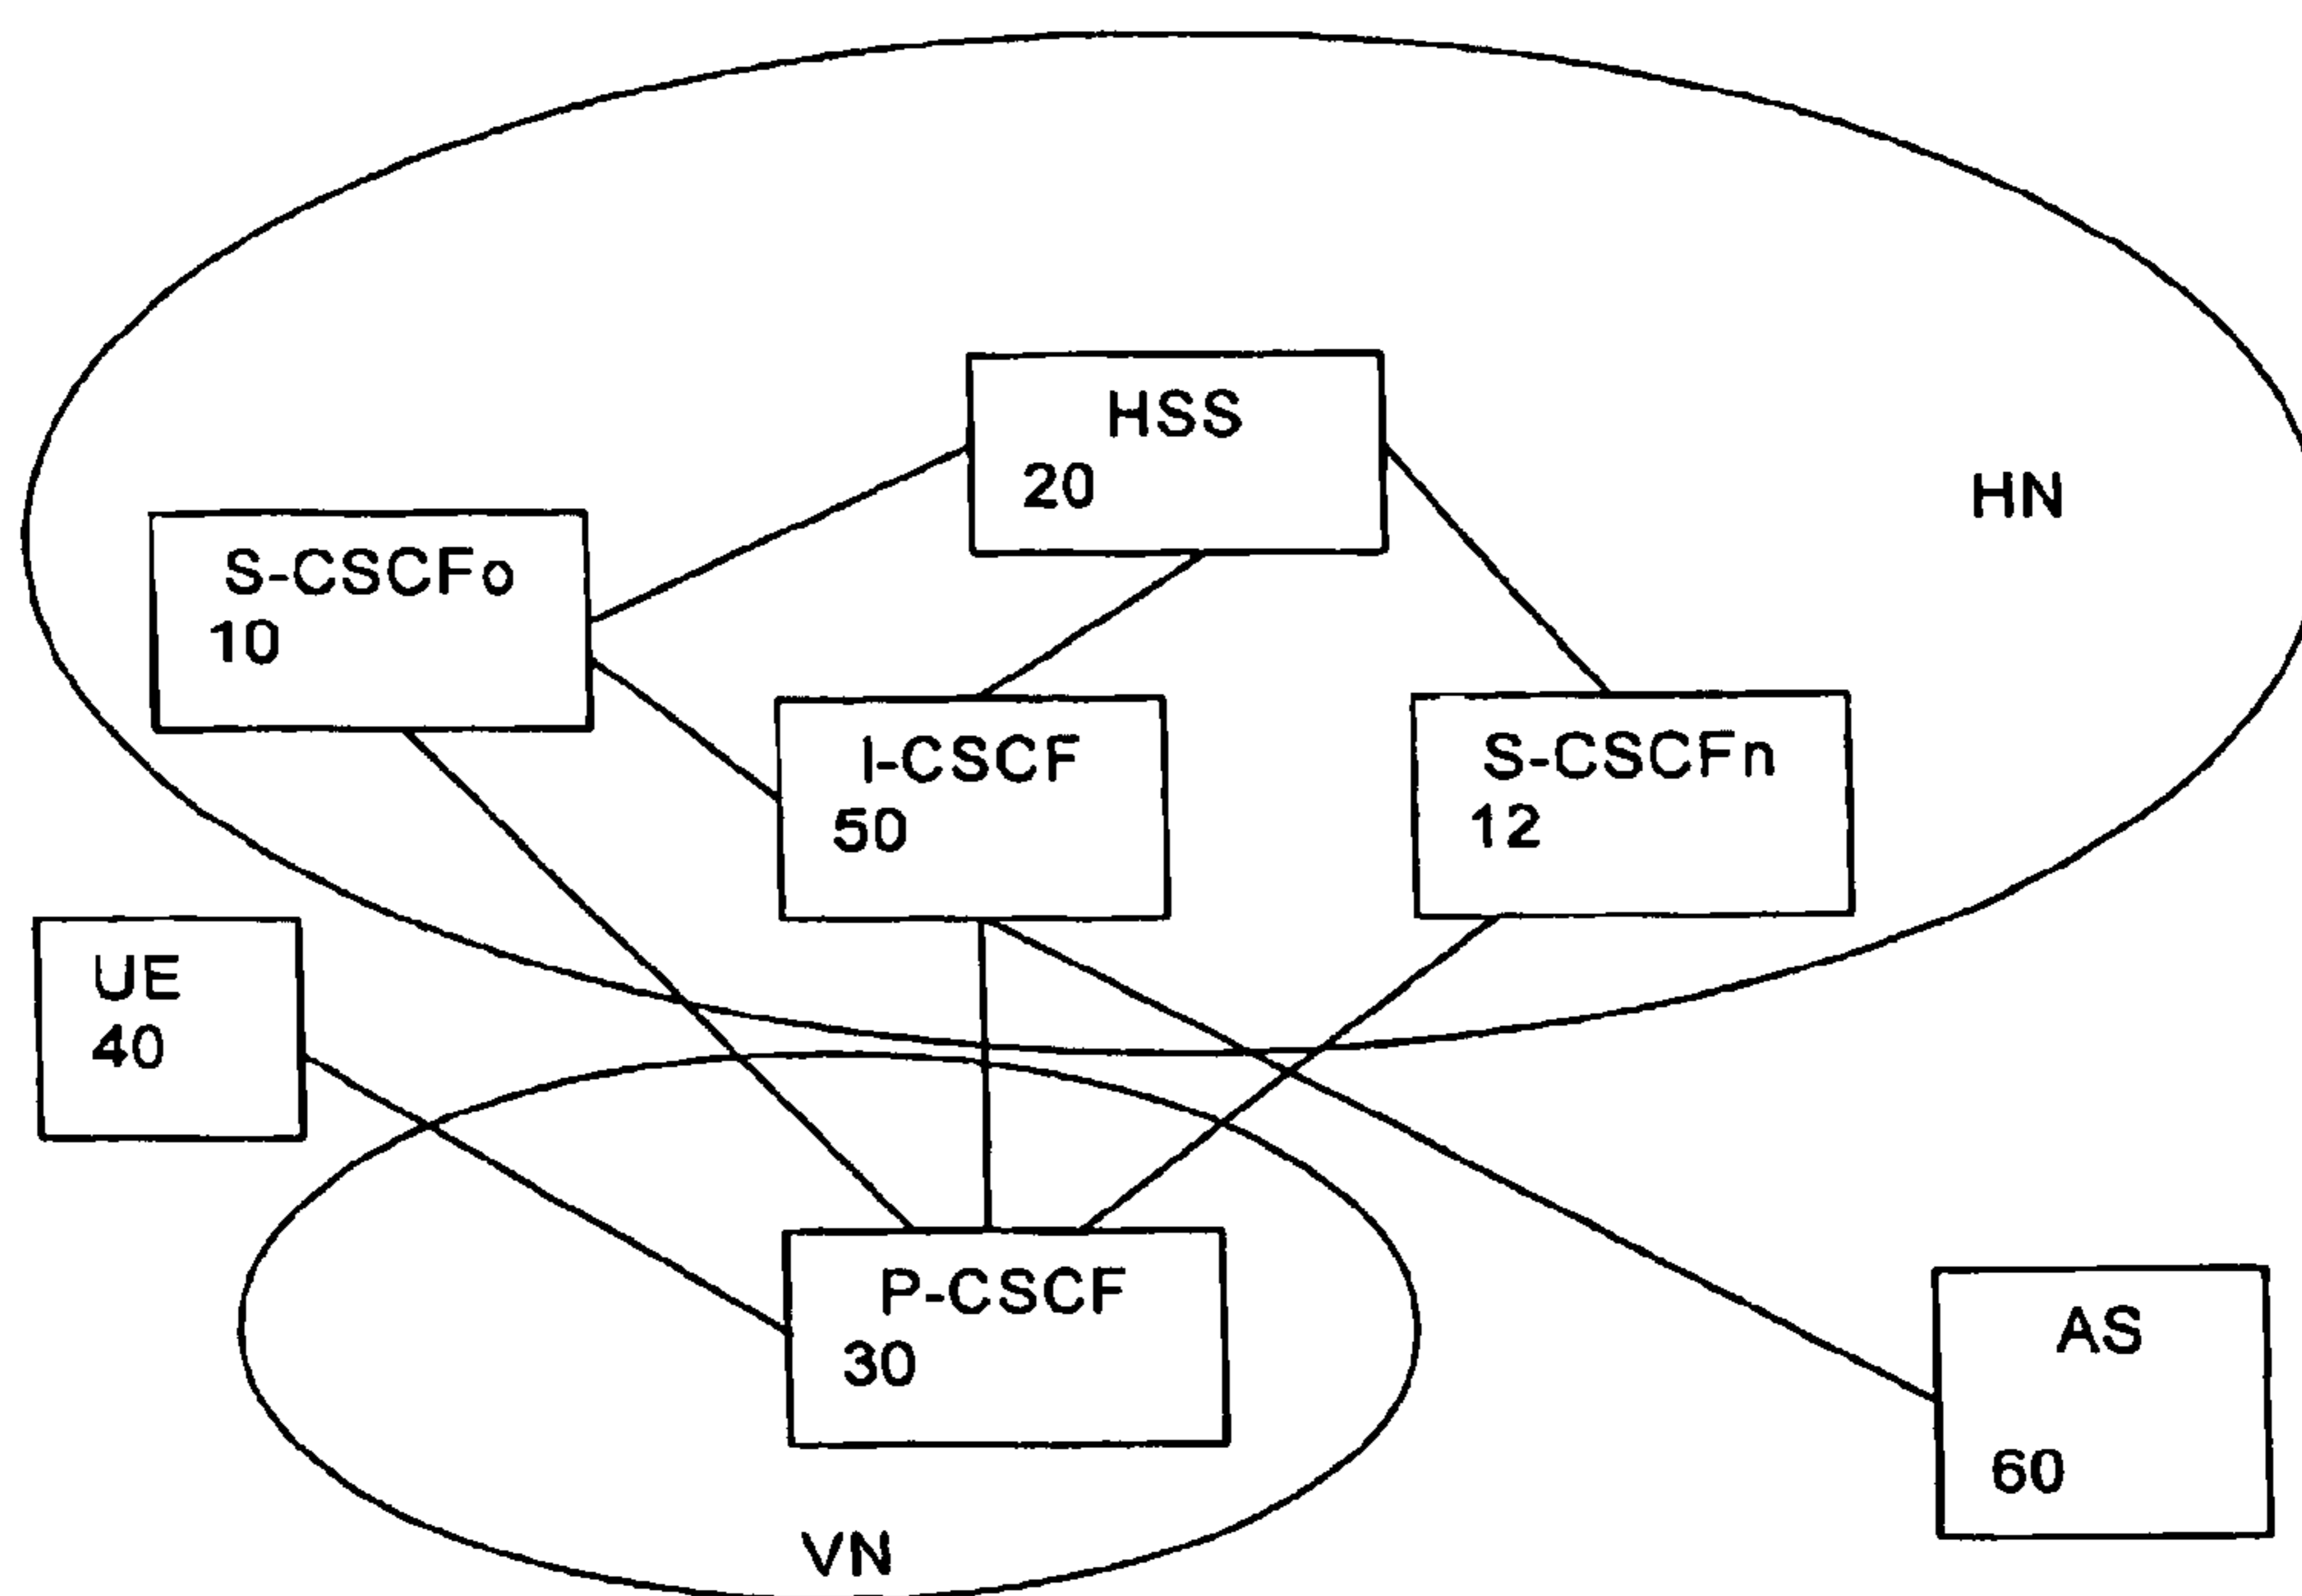 HSS
20
HN
S-CSCFo
10
I-CSCF
50
S-CSCFn
12
UE
40
P-CSCF
30
AS
60
VN